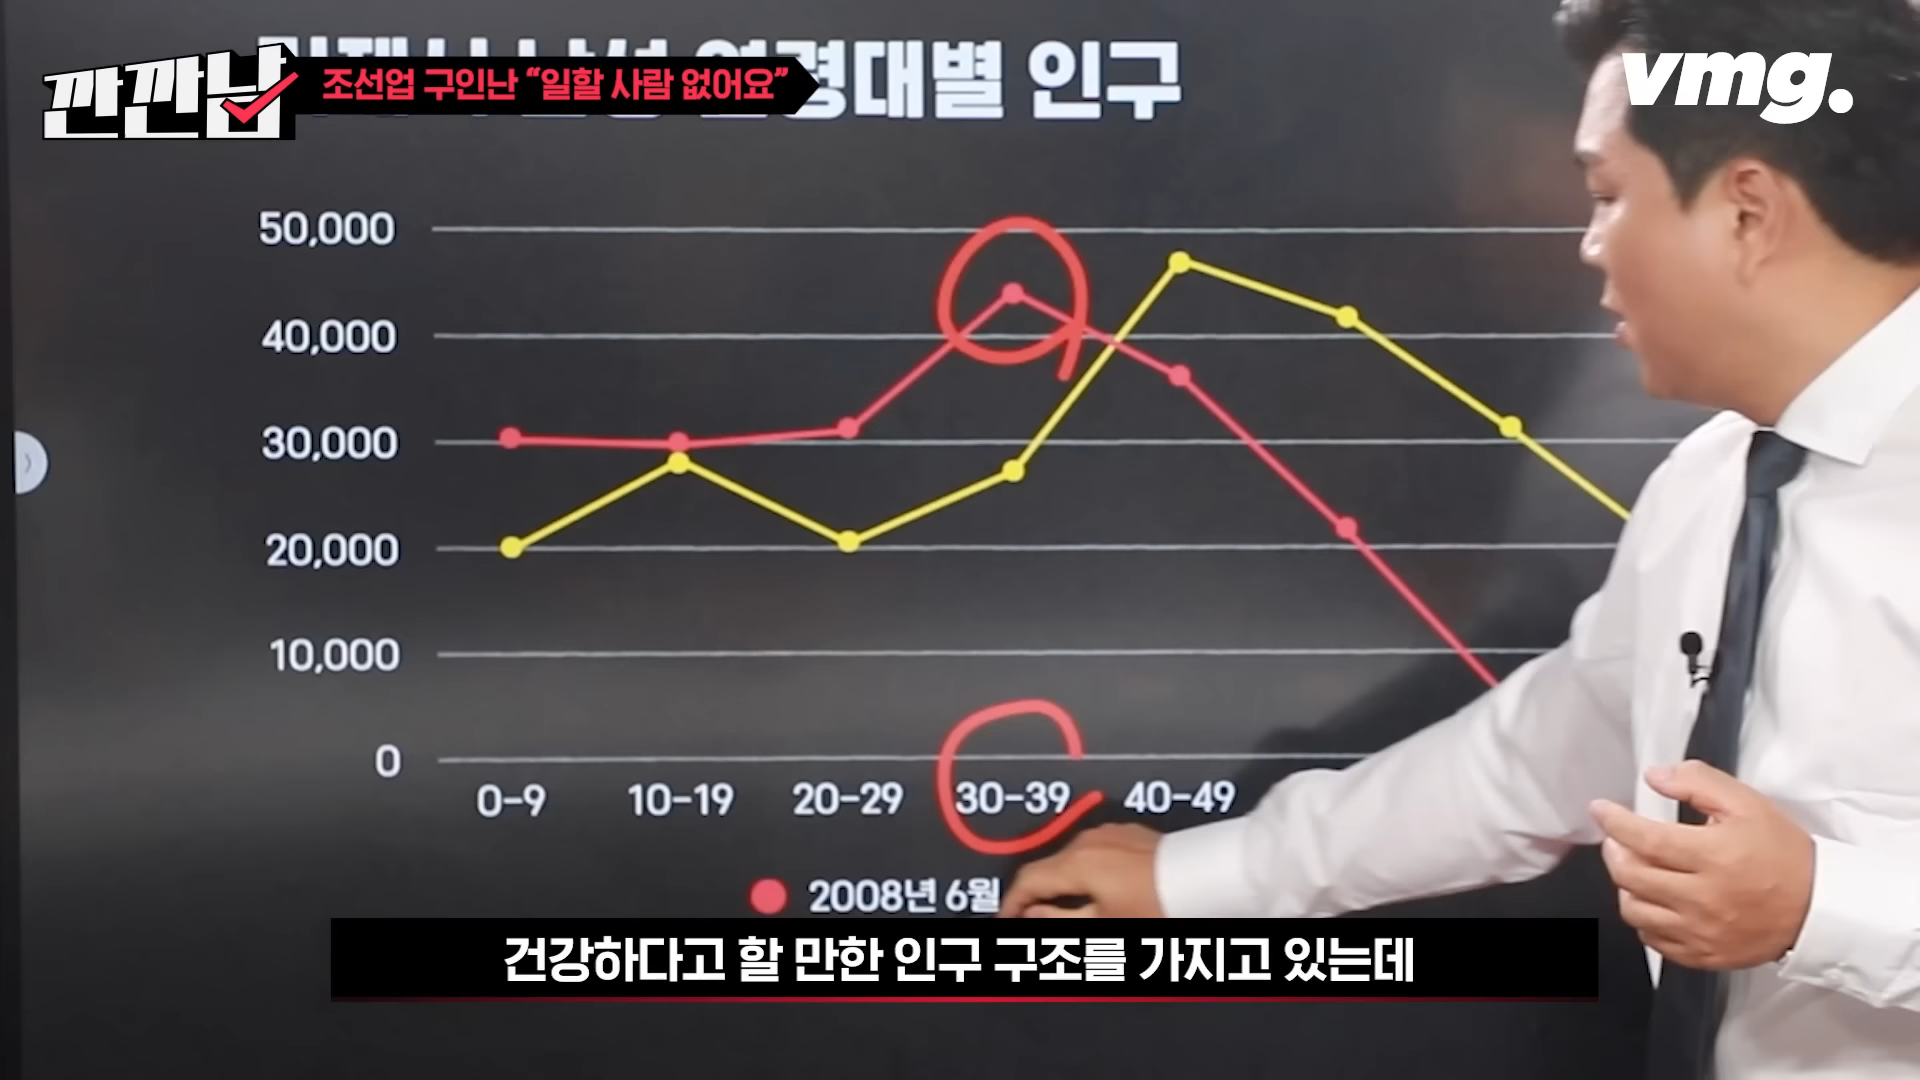 깐깐남
조선업 구인난 “일할 사람 없어요”
연령대별 인구
vmg.
50,000
40,000
30,000
20,000
10,000
0
0-9 10-19 20-29 30-39 40-49
2008년 6월
건강하다고 할 만한 인구 구조를 가지고 있는데